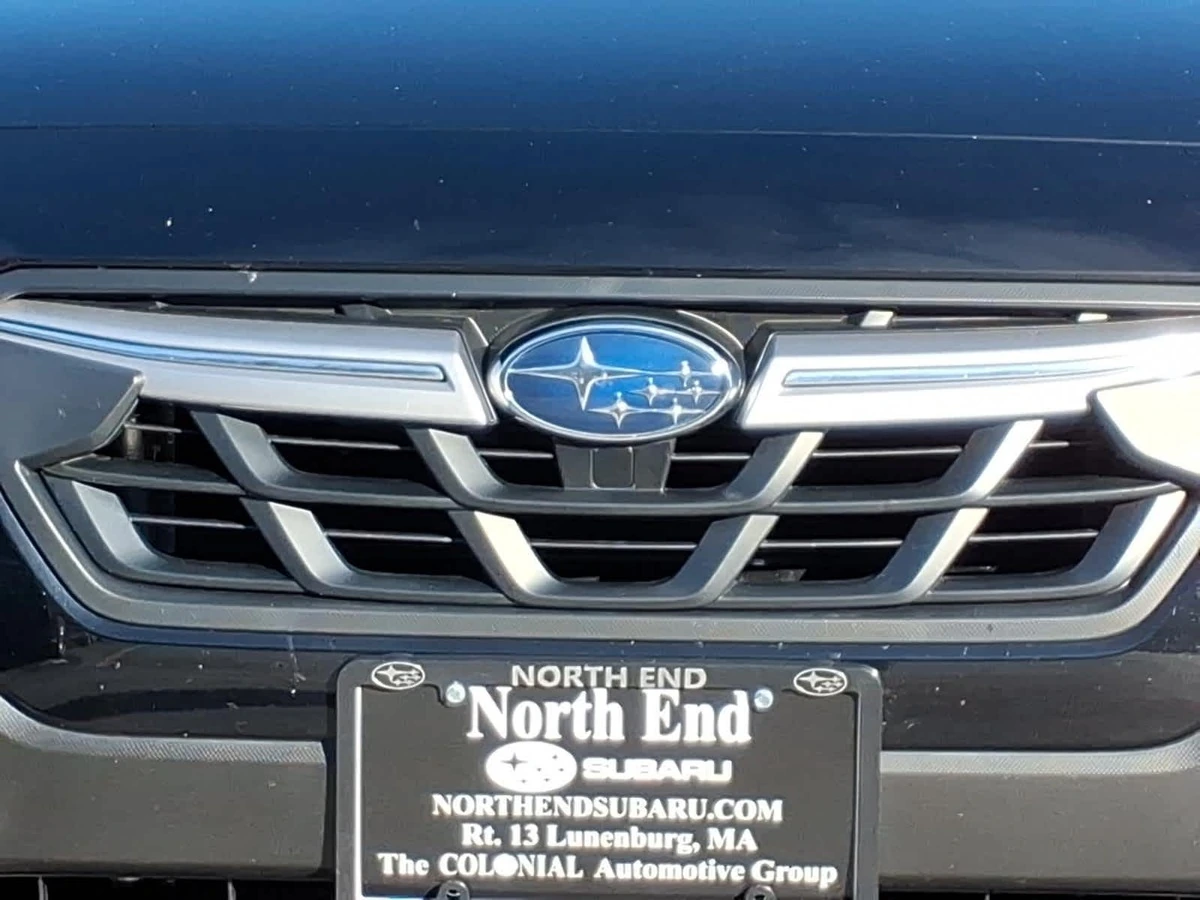 NORTH END
North End
SUBARU
NORTHENDSUBARU.COM
Rt. 13 Lunenburg, MA
The COLONIAL Automotive Group